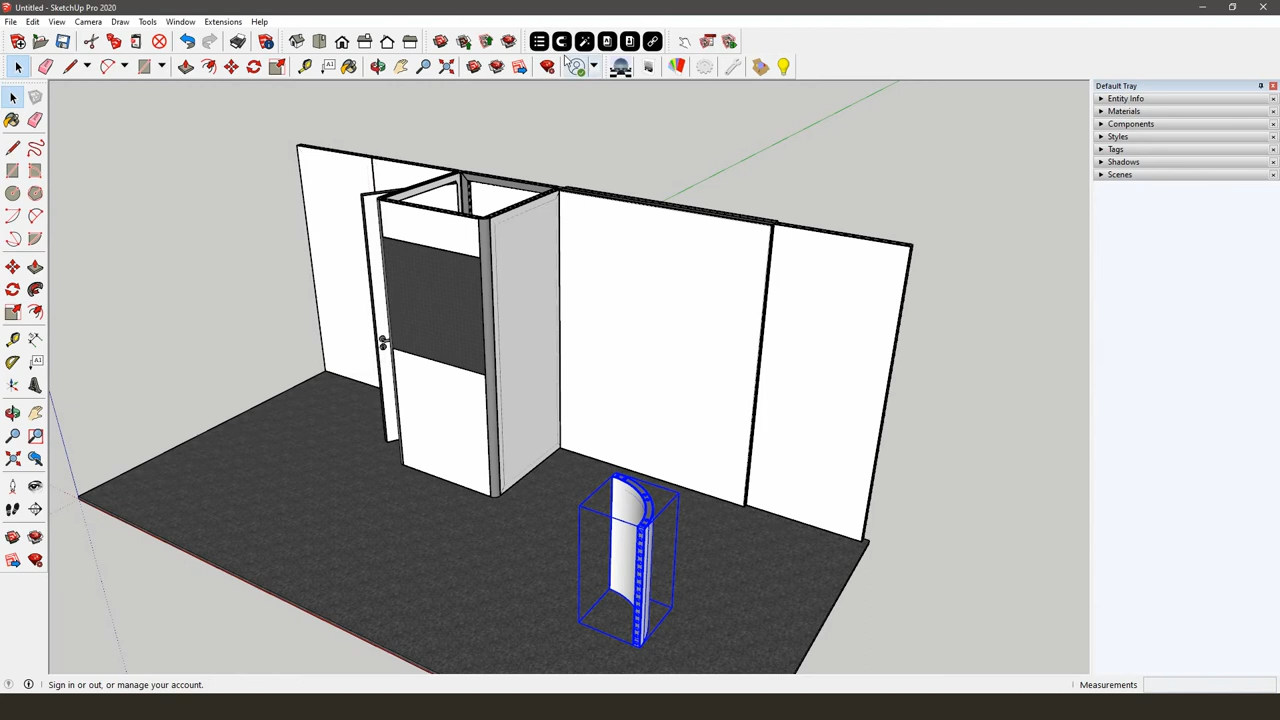 Untitled - SketchUp Pro 2020
File Edit View Camera Draw Tools Window Extensions Help
Default Tray
Entity Info
Materials
Components
Styles
Tags
Shadows
Scenes
Sign in or out, or manage your account.
Measurements